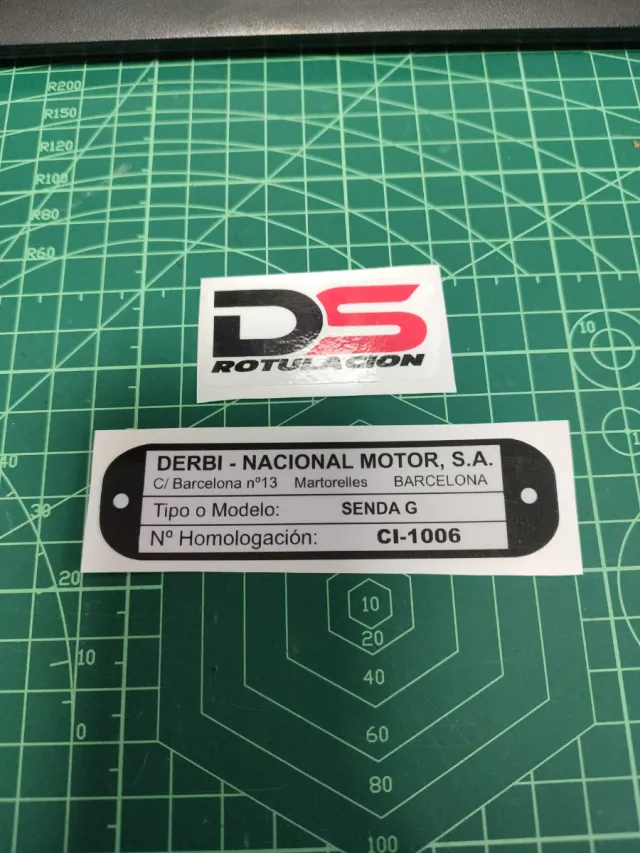 R200
R150
R120
R100
R80
R60
10
DS
ROTULACION
40
DERBI - NACIONAL MOTOR, S.A.
C/ Barcelona nº13 Martorelles BARCELONA
Tipo o Modelo: SENDA G
Nº Homologación: CI-1006
30
20
10
0
10
20
40
60
80
100